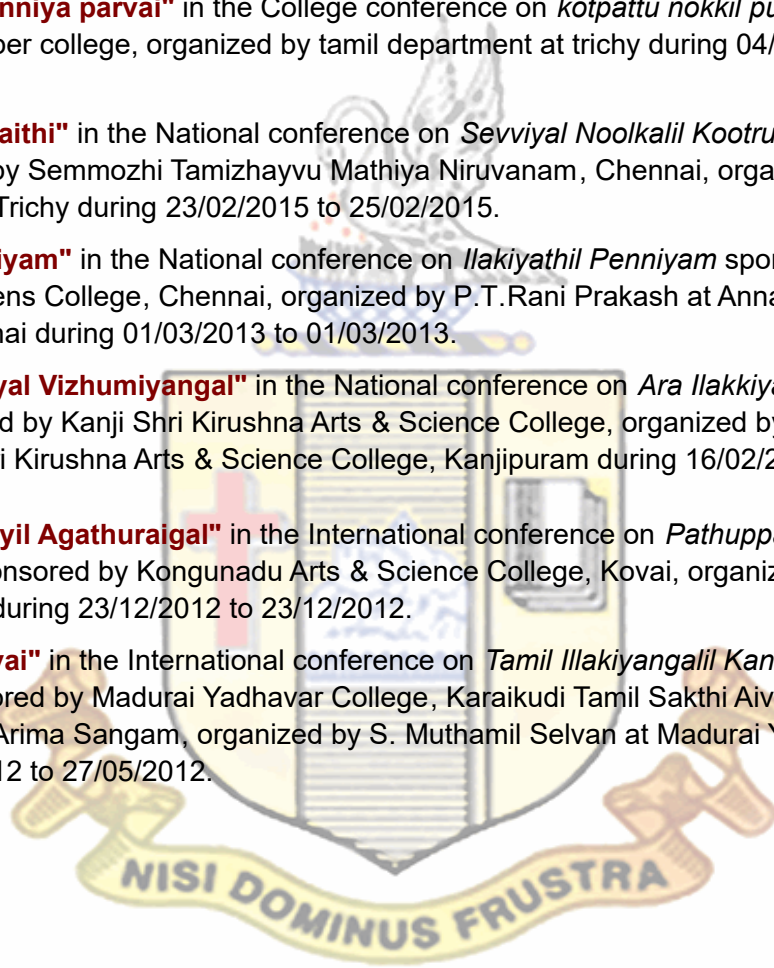 nniya parvai" in the College conference on kotpattu nokkil pu
per college, organized by tamil department at trichy during 04/
aithi" in the National conference on Sevviyal Noolkalil Kootru
by Semmozhi Tamizhayvu Mathiya Niruvanam, Chennai, orga
Trichy during 23/02/2015 to 25/02/2015.
iyam" in the National conference on Ilakiyathil Penniyam spon
ens College, Chennai, organized by P.T.Rani Prakash at Anna
nai during 01/03/2013 to 01/03/2013.
yal Vizhumiyangal" in the National conference on Ara Ilakkiya
d by Kanji Shri Kirushna Arts & Science College, organized by
ri Kirushna Arts & Science College, Kanjipuram during 16/02/2
yil Agathuraigal" in the International conference on Pathuppa
onsored by Kongunadu Arts & Science College, Kovai, organiz
during 23/12/2012 to 23/12/2012.
vai" in the International conference on Tamil Illakiyangalil Kan
ored by Madurai Yadhavar College, Karaikudi Tamil Sakthi Aiv
Arima Sangam, organized by S. Muthamil Selvan at Madurai Y
12 to 27/05/2012.
NISI DOMINUS FRUSTRA